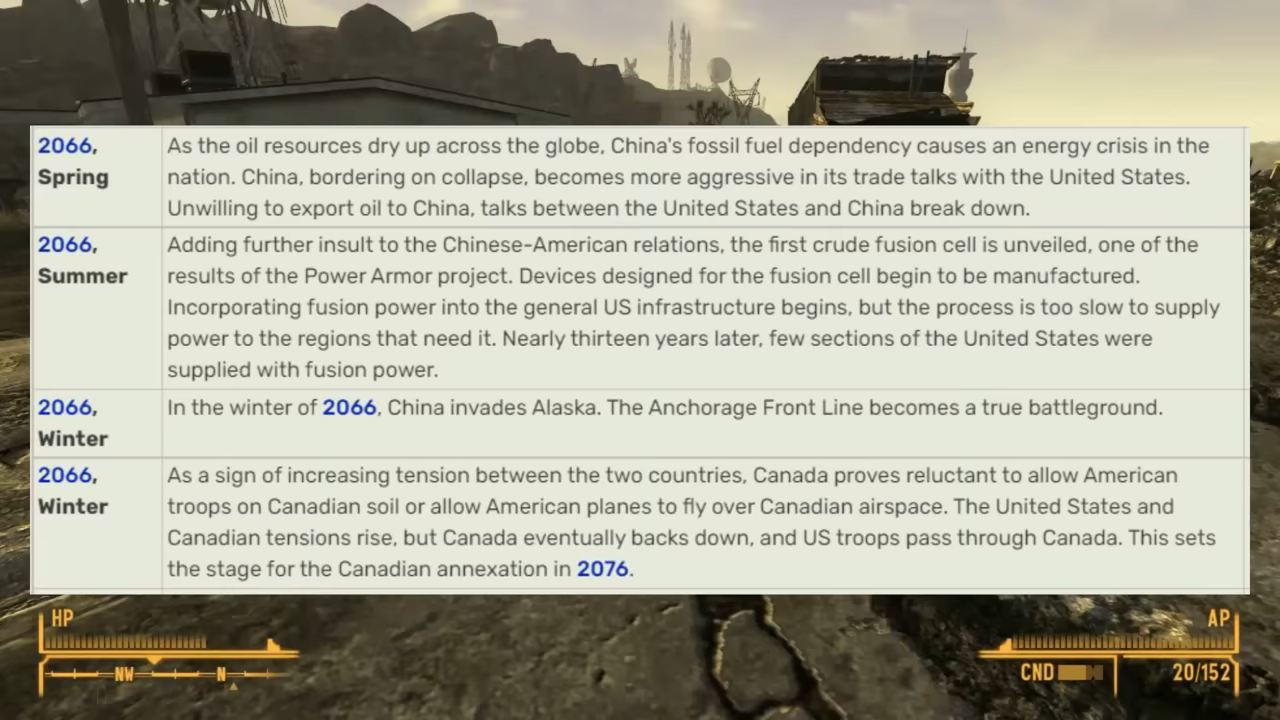 2066,
Spring
As the oil resources dry up across the globe, China's fossil fuel dependency causes an energy crisis in the
nation. China, bordering on collapse, becomes more aggressive in its trade talks with the United States.
Unwilling to export oil to China, talks between the United States and China break down.
2066,
Summer
Adding further insult to the Chinese-American relations, the first crude fusion cell is unveiled, one of the
results of the Power Armor project. Devices designed for the fusion cell begin to be manufactured.
Incorporating fusion power into the general US infrastructure begins, but the process is too slow to supply
power to the regions that need it. Nearly thirteen years later, few sections of the United States were
supplied with fusion power.
2066,
Winter
In the winter of 2066, China invades Alaska. The Anchorage Front Line becomes a true battleground.
2066,
Winter
As a sign of increasing tension between the two countries, Canada proves reluctant to allow American
troops on Canadian soil or allow American planes to fly over Canadian airspace. The United States and
Canadian tensions rise, but Canada eventually backs down, and US troops pass through Canada. This sets
the stage for the Canadian annexation in 2076.
HP
NW N
AP
CND 20/152